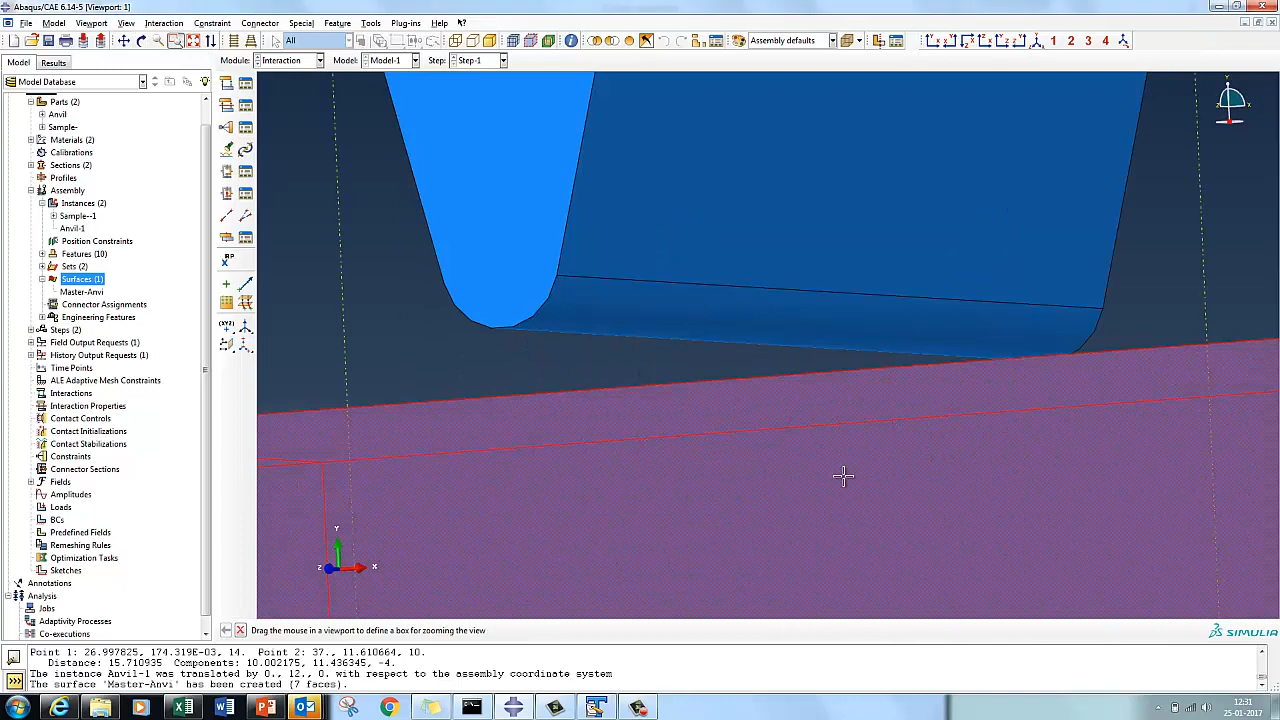 Abaqus/CAE 6.14-5 [Viewport: 1]
File Model Viewport View Interaction Constraint Connector Special Feature Tools Plug-ins Help
All
Assembly defaults
1 2 3 4
Model Results
Module: Interaction Model: Model-1 Step: Step-1
Model Database
Parts (2)
Anvil
Sample-
Materials (2)
Calibrations
Sections (2)
Profiles
Assembly
Instances (2)
Sample--1
Anvil-1
Position Constraints
Features (10)
Sets (2)
Surfaces (1)
Master-Anvi
Connector Assignments
Engineering Features
Steps (2)
Field Output Requests (1)
History Output Requests (1)
Time Points
ALE Adaptive Mesh Constraints
Interactions
Interaction Properties
Contact Controls
Contact Initializations
Contact Stabilizations
Constraints
Connector Sections
Fields
Amplitudes
Loads
BCs
Predefined Fields
Remeshing Rules
Optimization Tasks
Sketches
Annotations
Analysis
Jobs
Adaptivity Processes
Co-executions
RP
(XYZ)
Y
Z X
Y
Z X
Drag the mouse in a viewport to define a box for zooming the view
SIMULIA
Point 1: 26.997825, 174.319E-03, 14. Point 2: 37., 11.610664, 10.
Distance: 15.710935 Components: 10.002175, 11.436345, -4.
The instance Anvil-1 was translated by 0., 12., 0. with respect to the assembly coordinate system
The surface 'Master-Anvi' has been created (7 faces).
12:31
25-01-2017